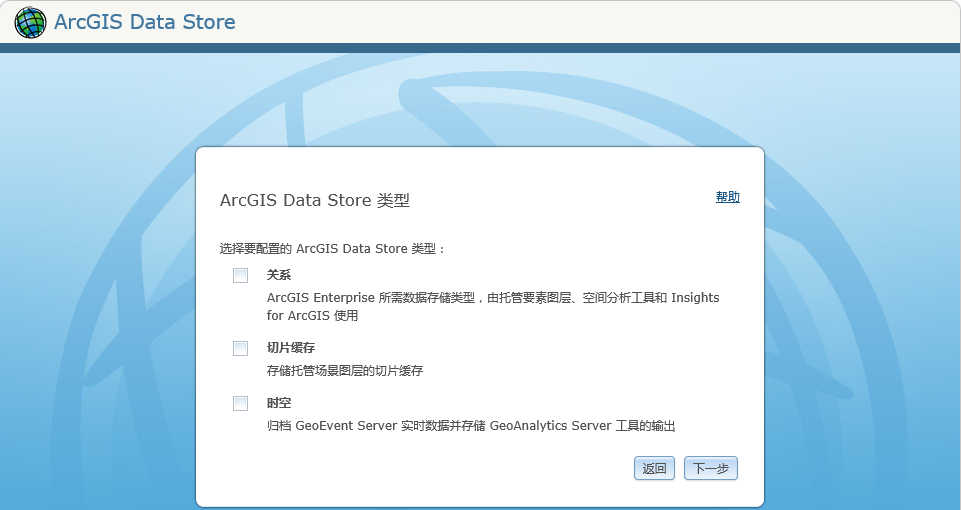 ArcGIS Data Store
ArcGIS Data Store 类型
帮助
选择要配置的 ArcGIS Data Store 类型：
关系
ArcGIS Enterprise 所需数据存储类型，由托管要素图层、空间分析工具和 Insights
for ArcGIS 使用
切片缓存
存储托管场景图层的切片缓存
时空
归档 GeoEvent Server 实时数据并存储 GeoAnalytics Server 工具的输出
返回
下一步